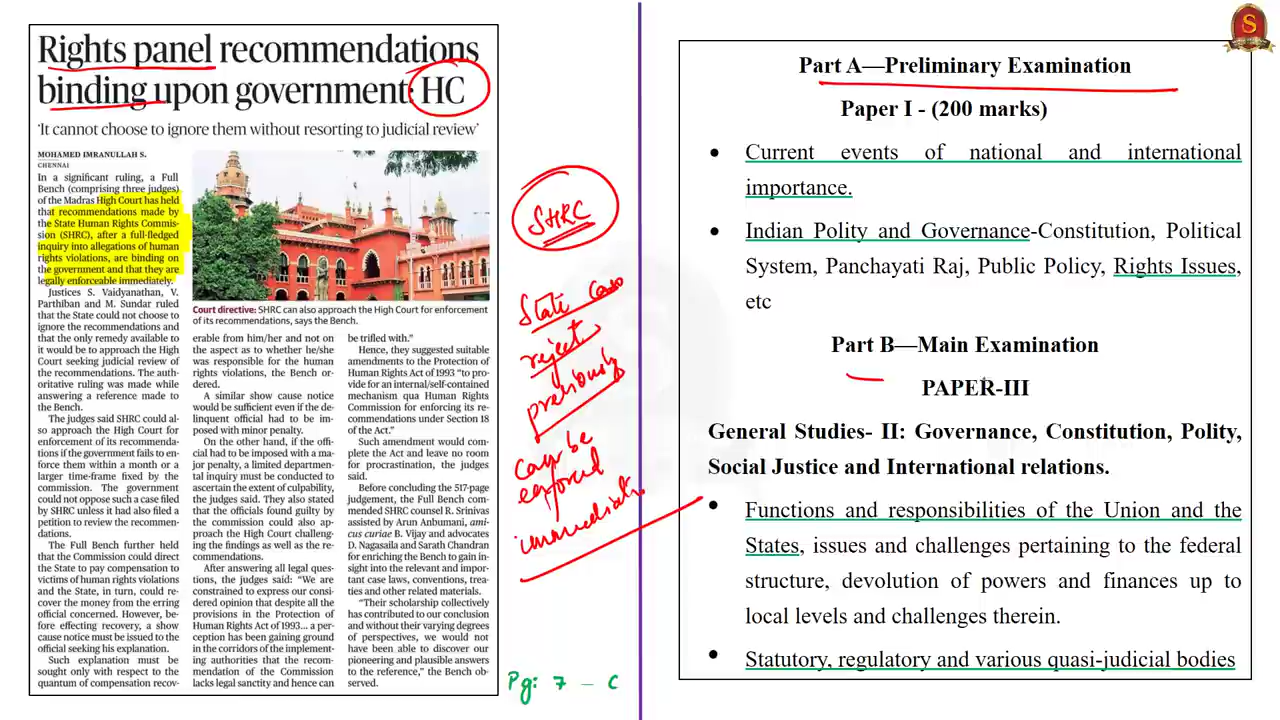 Rights panel recommendations
binding upon government: HC
'It cannot choose to ignore them without resorting to judicial review'
MOHAMED IMRANULLAH S.
CHENNAI
In a significant ruling, a Full
Bench (comprising three judges)
of the Madras High Court has held
that recommendations made by
the State Human Rights Commis-
sion (SHRC), after a full-fledged
inquiry into allegations of human
rights violations, are binding on
the government and that they are
legally enforceable immediately.
Justices S. Vaidyanathan, V.
Parthiban and M. Sundar ruled
that the State could not choose to
ignore the recommendations and
that the only remedy available to
it would be to approach the High
Court seeking judicial review of
the recommendations. The auth-
oritative ruling was made while
answering a reference made to
the Bench.
The judges said SHRC could al-
so approach the High Court for
enforcement of its recommenda-
tions if the government fails to en-
force them within a month or a
larger time-frame fixed by the
commission. The government
could not oppose such a case filed
by SHRC unless it had also filed a
petition to review the recommen-
dations.
The Full Bench further held
that the Commission could direct
the State to pay compensation to
victims of human rights violations
and the State, in turn, could re-
cover the money from the erring
official concerned. However, be-
fore effecting recovery, a show
cause notice must be issued to the
official seeking his explanation.
Such explanation must be
sought only with respect to the
quantum of compensation recov-
Court directive: SHRC can also approach the High Court for enforcement
of its recommendations, says the Bench.
erable from him/her and not on
the aspect as to whether he/she
was responsible for the human
rights violations, the Bench or-
dered.
A similar show cause notice
would be sufficient even if the de-
linquent official had to be im-
posed with minor penalty.
On the other hand, if the offi-
cial had to be imposed with a ma-
jor penalty, a limited departmen-
tal inquiry must be conducted to
ascertain the extent of culpability,
the judges said. They also stated
that the officials found guilty by
the commission could also ap-
proach the High Court challeng-
ing the findings as well as the re-
commendations.
After answering all legal ques-
tions, the judges said: "We are
constrained to express our consi-
dered opinion that despite all the
provisions in the Protection of
Human Rights Act of 1993... a per-
ception has been gaining ground
in the corridors of the implement-
ing authorities that the recom-
mendation of the Commission
lacks legal sanctity and hence can
be trifled with."
Hence, they suggested suitable
amendments to the Protection of
Human Rights Act of 1993 "to pro-
vide for an internal/self-contained
mechanism qua Human Rights
Commission for enforcing its re-
commendations under Section 18
of the Act."
Such amendment would com-
plete the Act and leave no room
for procrastination, the judges
said.
Before concluding the 517-page
judgement, the Full Bench com-
mended SHRC counsel R. Srinivas
assisted by Arun Anbumani, ami-
cus curiae B. Vijay and advocates
D. Nagasaila and Sarath Chandran
for enriching the Bench to gain in-
sight into the relevant and impor-
tant case laws, conventions, trea-
ties and other related materials.
"Their scholarship collectively
has contributed to our conclusion
and without their varying degrees
of perspectives, we would not
have been able to discover our
pioneering and plausible answers
to the reference," the Bench ob-
served.
SHRC
State can
reject
previously
can be
enforced
immediately
Pg: 7 - C
S
Part A—Preliminary Examination
Paper I - (200 marks)
• Current events of national and international
importance.
• Indian Polity and Governance-Constitution, Political
System, Panchayati Raj, Public Policy, Rights Issues,
etc
Part B—Main Examination
PAPER-III
General Studies- II: Governance, Constitution, Polity,
Social Justice and International relations.
• Functions and responsibilities of the Union and the
States, issues and challenges pertaining to the federal
structure, devolution of powers and finances up to
local levels and challenges therein.
• Statutory, regulatory and various quasi-judicial bodies